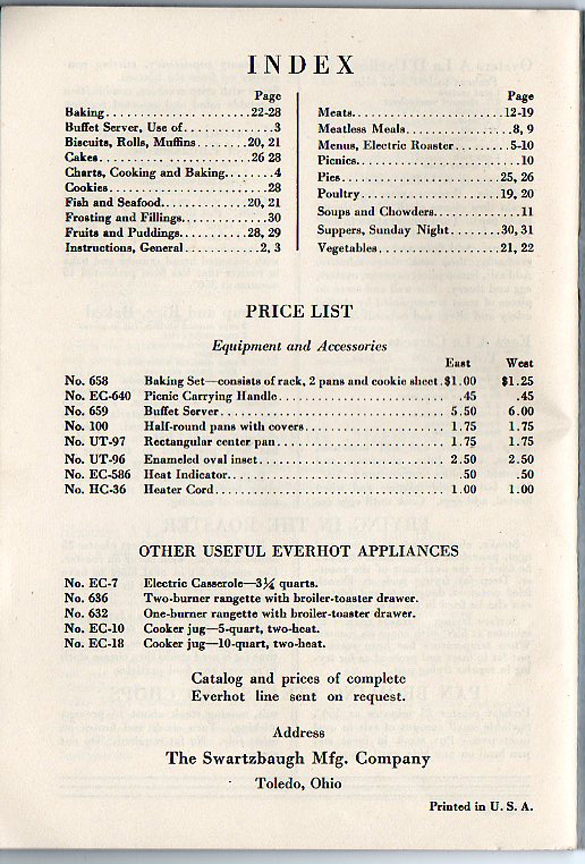 INDEX
Page
Baking. . . . . . . . . . . . . . . . . . . . . 22-28
Buffet Server, Use of. . . . . . . . . . . . . 3
Biscuits, Rolls, Muffins. . . . . . . . 20, 21
Cakes. . . . . . . . . . . . . . . . . . . . . 26 28
Charts, Cooking and Baking. . . . . . 4
Cookies. . . . . . . . . . . . . . . . . . . . . 28
Fish and Seafood. . . . . . . . . . . . 20, 21
Frosting and Fillings. . . . . . . . . . . . 30
Fruits and Puddings. . . . . . . . . . 28, 29
Instructions, General. . . . . . . . . . . 2, 3
Page
Meats. . . . . . . . . . . . . . . . . . . . . 12-19
Meatless Meals. . . . . . . . . . . . . . . 8, 9
Menus, Electric Roaster. . . . . . . . 5-10
Picnics. . . . . . . . . . . . . . . . . . . . . . 10
Pies. . . . . . . . . . . . . . . . . . . . . 25, 26
Poultry. . . . . . . . . . . . . . . . . . 19, 20
Soups and Chowders. . . . . . . . . . . . 11
Suppers, Sunday Night. . . . . . . 30, 31
Vegetables. . . . . . . . . . . . . . . . 21, 22
PRICE LIST
Equipment and Accessories
East West
No. 658 Baking Set—consists of rack, 2 pans and cookie sheet. $1.00 $1.25
No. EC-640 Picnic Carrying Handle. . . . . . . . . . . . . . . . . . . .45 .45
No. 659 Buffet Server. . . . . . . . . . . . . . . . . . . . . . . . 5.50 6.00
No. 100 Half-round pans with covers. . . . . . . . . . . . . . . . 1.75 1.75
No. UT-97 Rectangular center pan. . . . . . . . . . . . . . . . . . 1.75 1.75
No. UT-96 Enameled oval inset. . . . . . . . . . . . . . . . . . . . 2.50 2.50
No. EC-586 Heat Indicator. . . . . . . . . . . . . . . . . . . . . . . .50 .50
No. HC-36 Heater Cord. . . . . . . . . . . . . . . . . . . . . . . . 1.00 1.00
OTHER USEFUL EVERHOT APPLIANCES
No. EC-7 Electric Casserole—3¼ quarts.
No. 636 Two-burner rangette with broiler-toaster drawer.
No. 632 One-burner rangette with broiler-toaster drawer.
No. EC-10 Cooker jug—5-quart, two-heat.
No. EC-18 Cooker jug—10-quart, two-heat.
Catalog and prices of complete
Everhot line sent on request.
Address
The Swartzbaugh Mfg. Company
Toledo, Ohio
Printed in U. S. A.